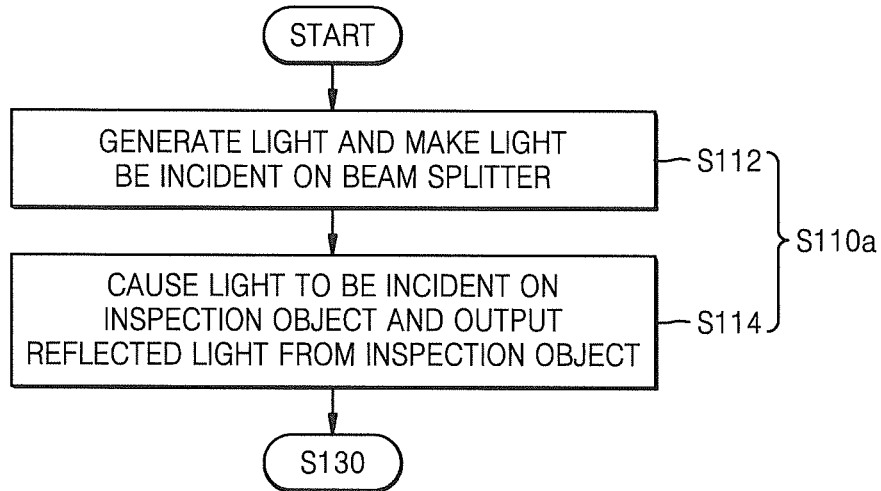 START
GENERATE LIGHT AND MAKE LIGHT
BE INCIDENT ON BEAM SPLITTER
S112
S110a
CAUSE LIGHT TO BE INCIDENT ON
INSPECTION OBJECT AND OUTPUT
REFLECTED LIGHT FROM INSPECTION OBJECT
S114
S130